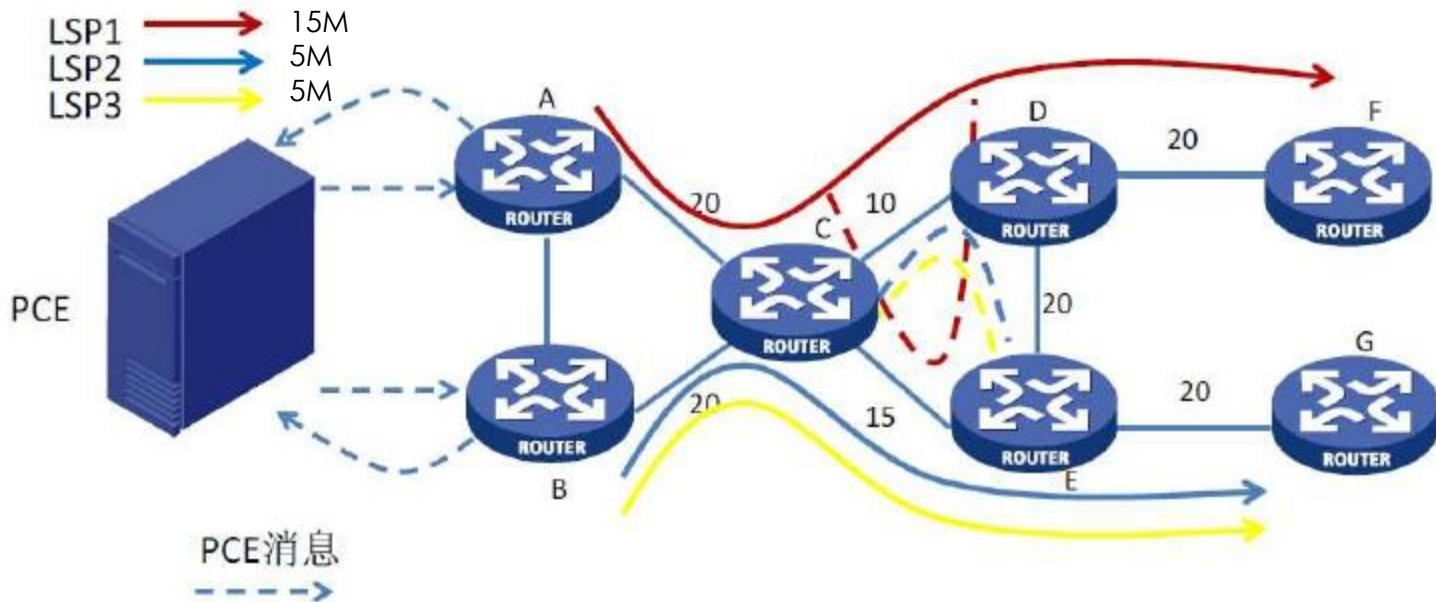 LSP1 15M
LSP2 5M
LSP3 5M
A
D
F
20
ROUTER
ROUTER
ROUTER
20
10
C
PCE
20
ROUTER
G
20
20
15
ROUTER
ROUTER
ROUTER
B
E
PCE消息